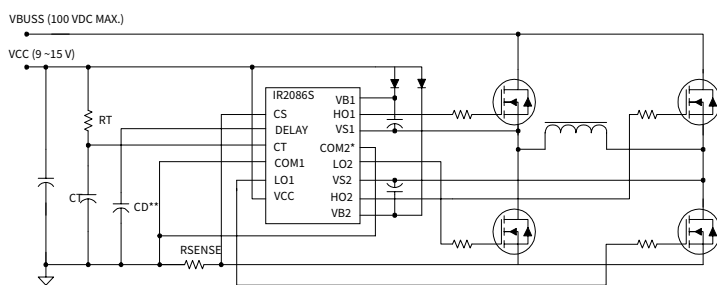 VBUSS (100 VDC MAX.)
VCC (9 ~15 V)
IR2086S
RT
CS
DELAY
CT
COM1
LO1
VCC
VB1
HO1
VS1
COM2*
LO2
VS2
HO2
VB2
CT
CD**
RSENSE